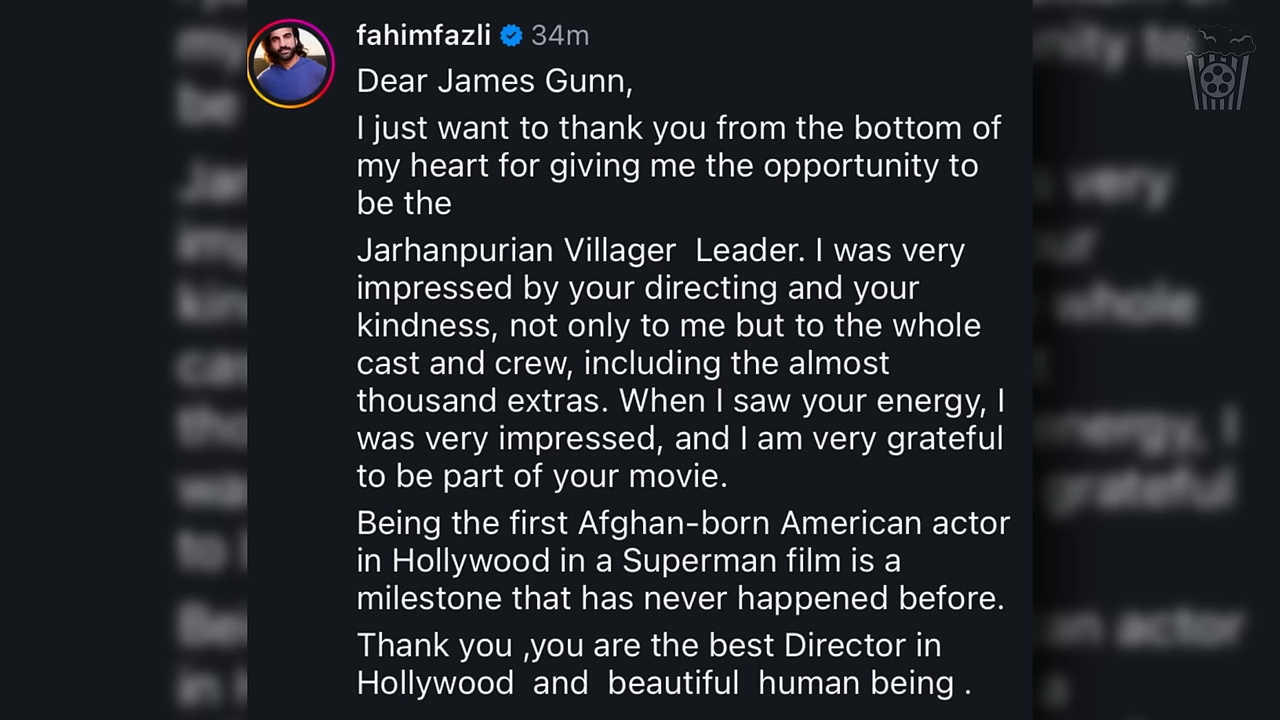 fahimfazli 34m
Dear James Gunn,
I just want to thank you from the bottom of
my heart for giving me the opportunity to
be the
Jarhanpurian Villager  Leader. I was very
impressed by your directing and your
kindness, not only to me but to the whole
cast and crew, including the almost
thousand extras. When I saw your energy, I
was very impressed, and I am very grateful
to be part of your movie.
Being the first Afghan-born American actor
in Hollywood in a Superman film is a
milestone that has never happened before.
Thank you ,you are the best Director in
Hollywood  and  beautiful  human being .